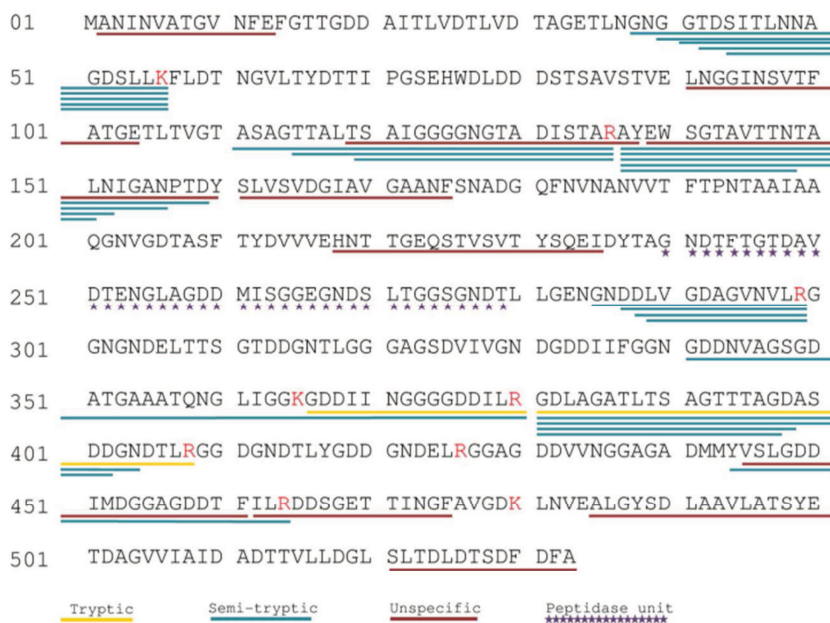 01 MANINVATGV NFEFGTTGDD AITLVDTLVD TAGETLNGNG GTDSITLNNA
51 GDSLLKFLDT NGVLTYDTTI PGSEHWDLDD DSTSAVSTVE LNGGINSVTF
101 ATGETLTVGT ASAGTTALTS AIGGGGNGTA DISTARAYEW SGTAVTTNTA
151 LNIGANPTDY SLVSVDGIAV GAANFSNADG QFNVNANVVT FTPNTAAIAA
201 QGNVGDTASF TYDVVVEHNT TGEQSTVSVT YSQEIDYTAG NDTFTGTDAV
251 DTENGLAGDD MISGGEGNDS LTGGSGNDTL LGENGNDDLV GDAGVNVLRG
301 GNGNDELTTS GTDDGNTLGG GAGSDVIVGN DGDDIIFGGN GDDNVAGSGD
351 ATGAAATQNG LIGGKGDDII NGGGGDDILR GDLAGATLTS AGTTTAGDAS
401 DDGNDTLRGG DGNDTLYGDD GNDELRGGAG DDVVNGGAGA DMMYVSLGDD
451 IMDGGAGDDT FILRDDSGET TINGFAVGDK LNVEALGYSD LAAVLATSYE
501 TDAGVVIAID ADTTVLLDGL SLTDLDTSDF DFA
Tryptic Semi-tryptic Unspecific Peptidase unit